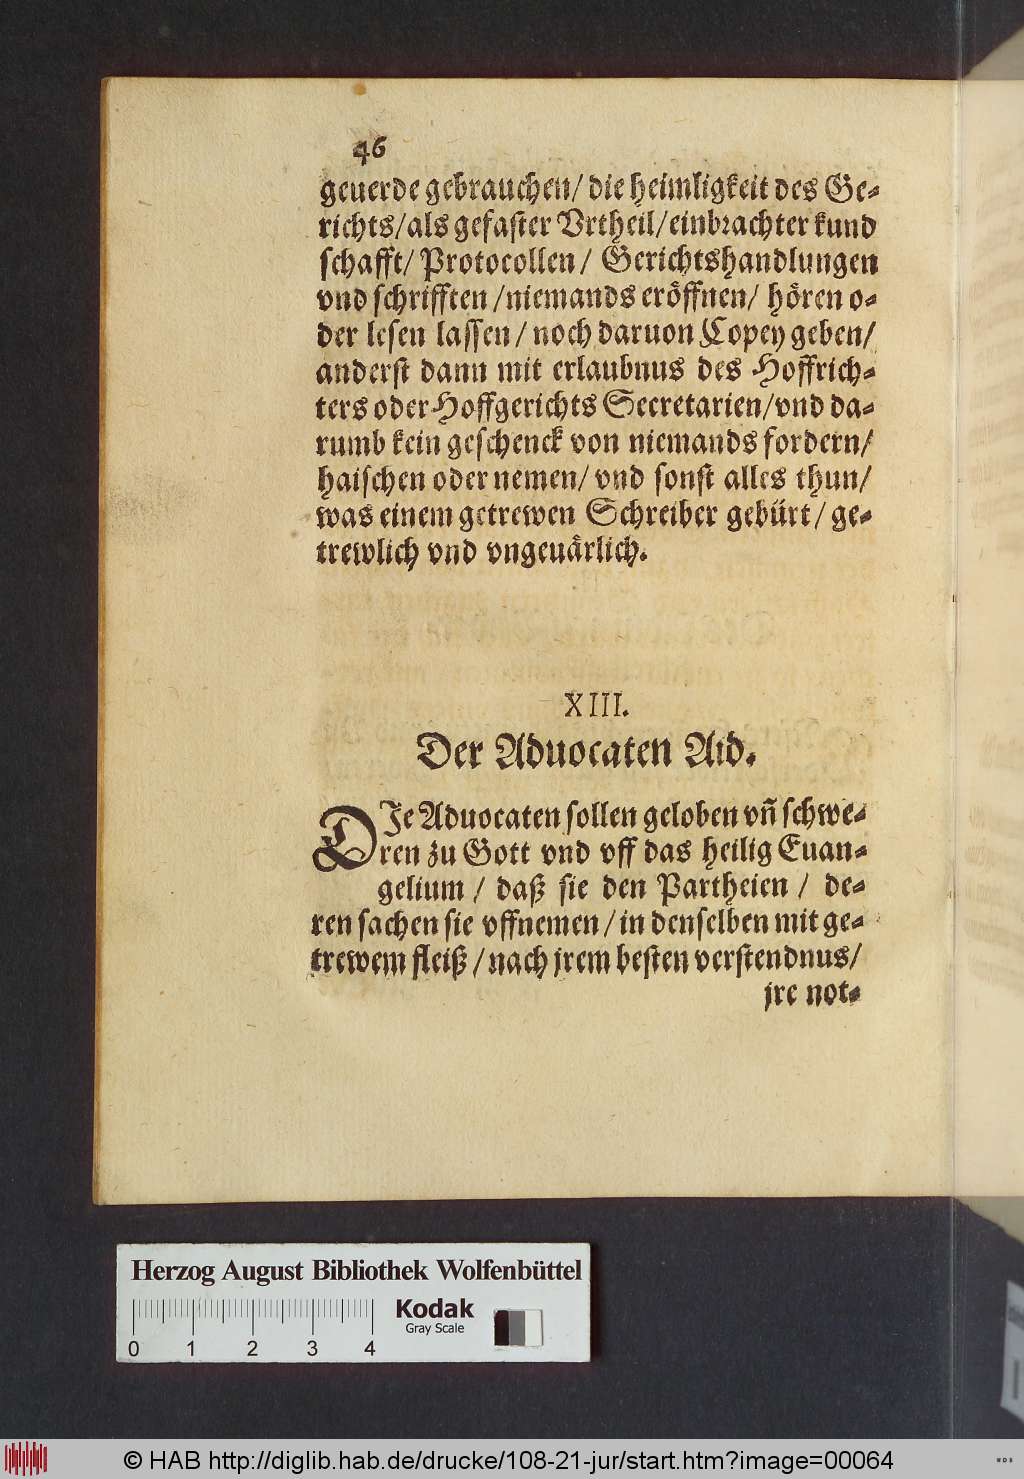 46
geuerde gebrauchen/ die heimligkeit des Ge-
richts/als gefaster Vrtheil/einbrachter kund
schafft/ Protocollen/ Gerichtshandlungen
vnd schrifften /niemands eröffnen/ hören o-
der lesen lassen / noch daruon Copey geben/
anderst dann mit erlaubnus des Hoffrich-
ters oder Hoffgerichts Secretarien/vnd da-
rumb kein geschenck von niemands fordern/
haischen oder nemen/ vnd sonst alles thun/
was einem getrewen Schreiber gebürt / ge-
trewlich vnd vngeuärlich.
XIII.
Der Aduocaten Aid.
DJe Aduocaten sollen geloben vñ schwe-
ren zu Gott vnd vff das heilig Euan-
gelium / daß sie den Partheien / de-
ren sachen sie vffnemen / in denselben mit ge-
trewem fleiß / nach jrem besten verstendnus/
jre not-
Herzog August Bibliothek Wolfenbüttel
Kodak
Gray Scale
0 1 2 3 4
© HAB http://diglib.hab.de/drucke/108-21-jur/start.htm?image=00064